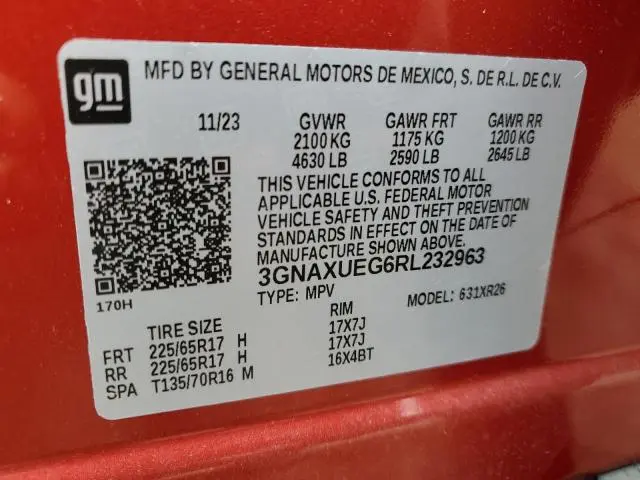 gm
MFD BY GENERAL MOTORS DE MEXICO, S. DE R.L. DE C.V.
11/23 GVWR GAWR FRT GAWR RR
2100 KG 1175 KG 1200 KG
4630 LB 2590 LB 2645 LB
THIS VEHICLE CONFORMS TO ALL
APPLICABLE U.S. FEDERAL MOTOR
VEHICLE SAFETY AND THEFT PREVENTION
STANDARDS IN EFFECT ON THE DATE OF
MANUFACTURE SHOWN ABOVE.
3GNAXUEG6RL232963
170H
TYPE: MPV MODEL: 631XR26
TIRE SIZE RIM
FRT 225/65R17 H 17X7J
RR 225/65R17 H 17X7J
SPA T135/70R16 M 16X4BT